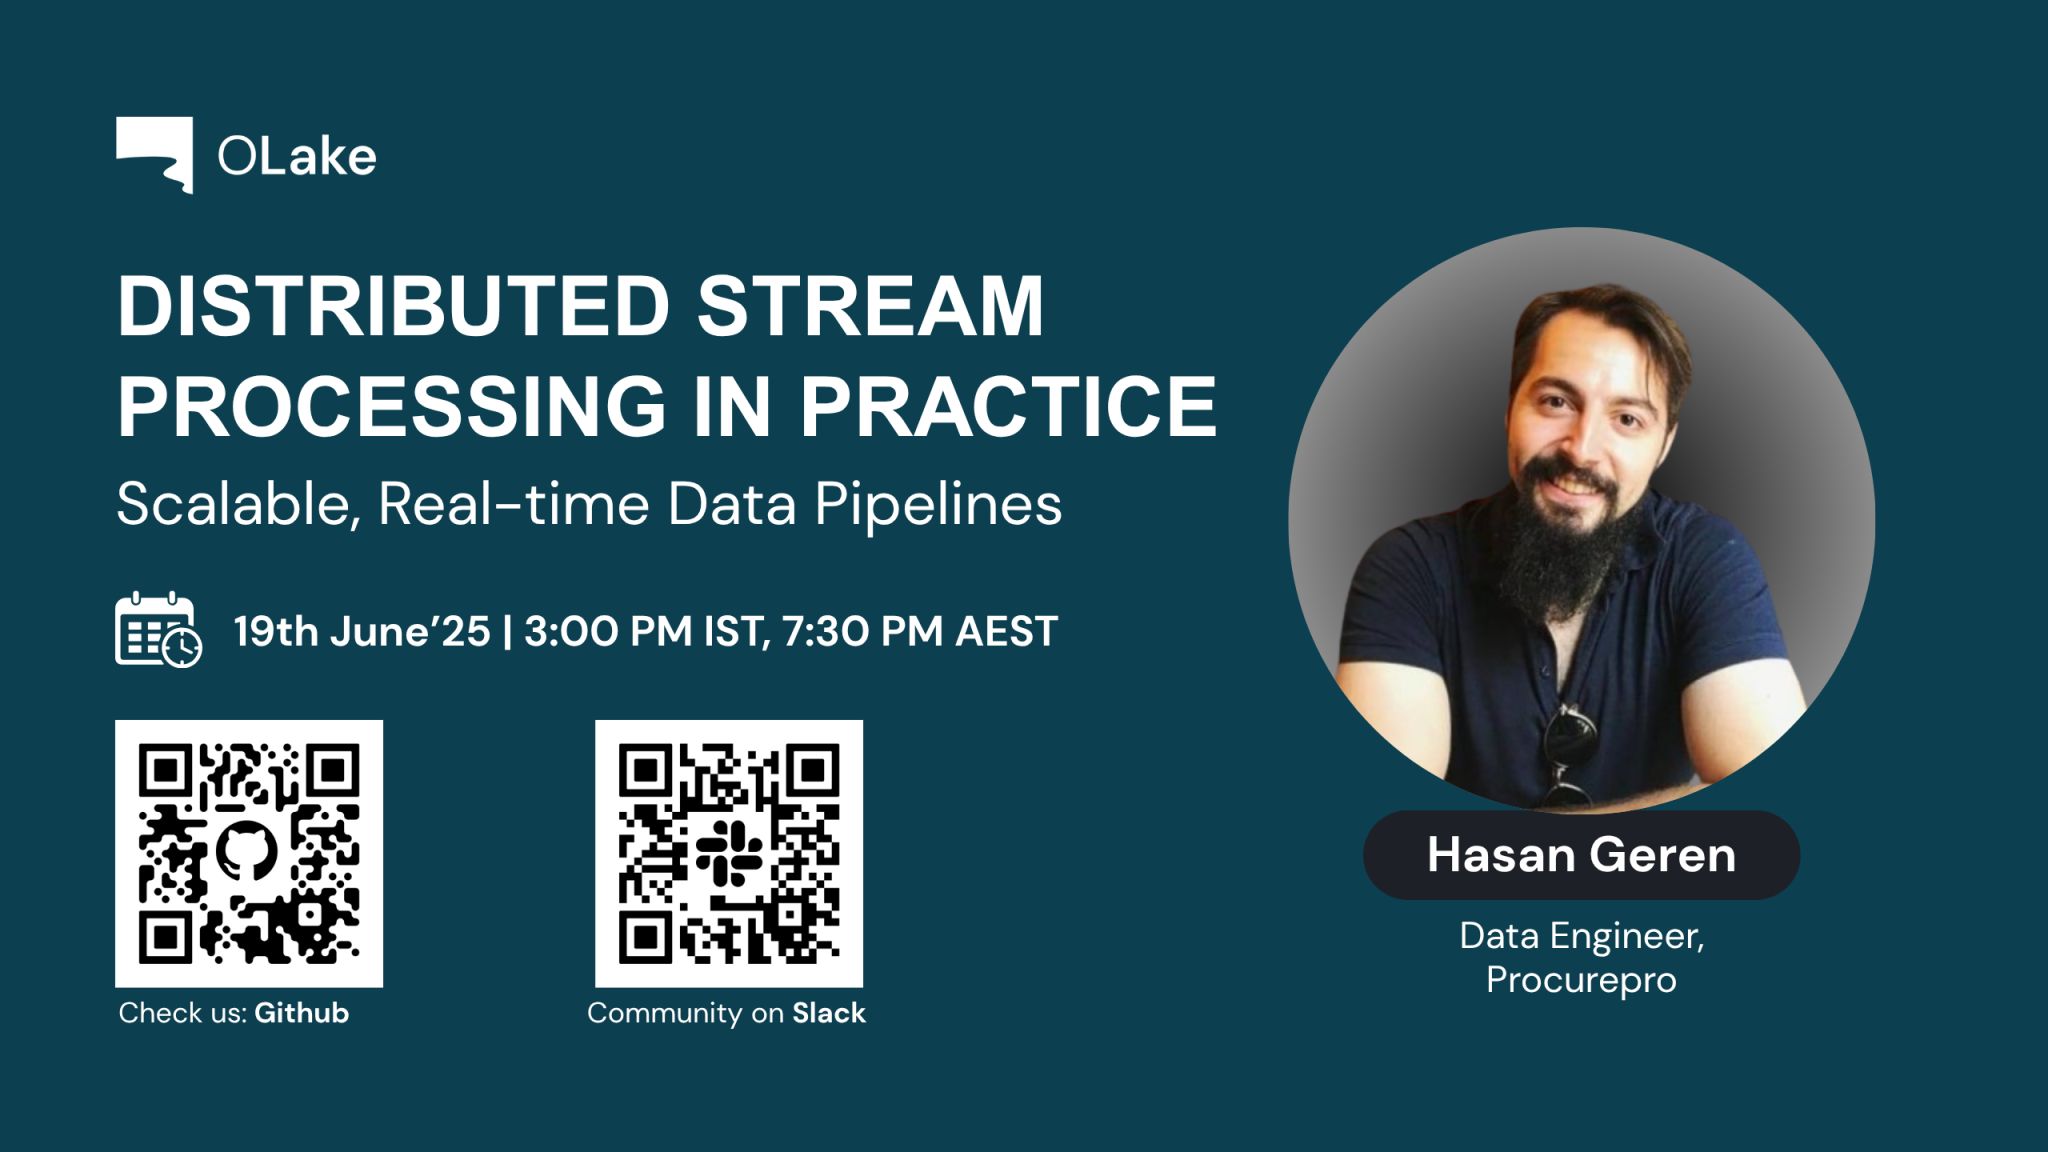 OLake
DISTRIBUTED STREAM
PROCESSING IN PRACTICE
Scalable, Real-time Data Pipelines
19th June’25 | 3:00 PM IST, 7:30 PM AEST
Check us: Github
Community on Slack
Hasan Geren
Data Engineer,
Procurepro